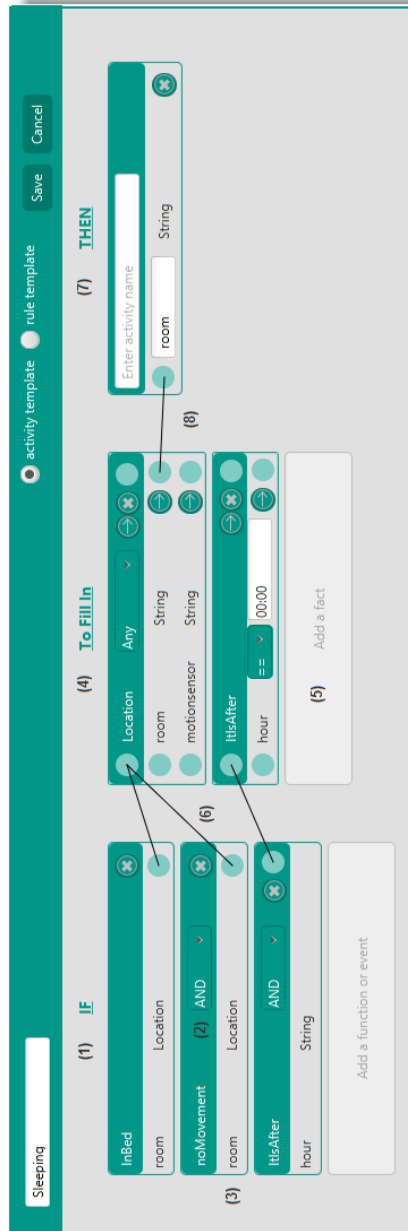 Sleeping
activity template
rule template
Save
Cancel
(1)
IF
(4)
To Fill In
(7)
THEN
InBed
room Location
noMovement (2) AND
room Location
(3)
ItIsAfter AND
hour String
Add a function or event
(6)
Location Any
room String
motionsensor String
ItIsAfter
hour == 00:00
Add a fact
(5)
(8)
Enter activity name
room String